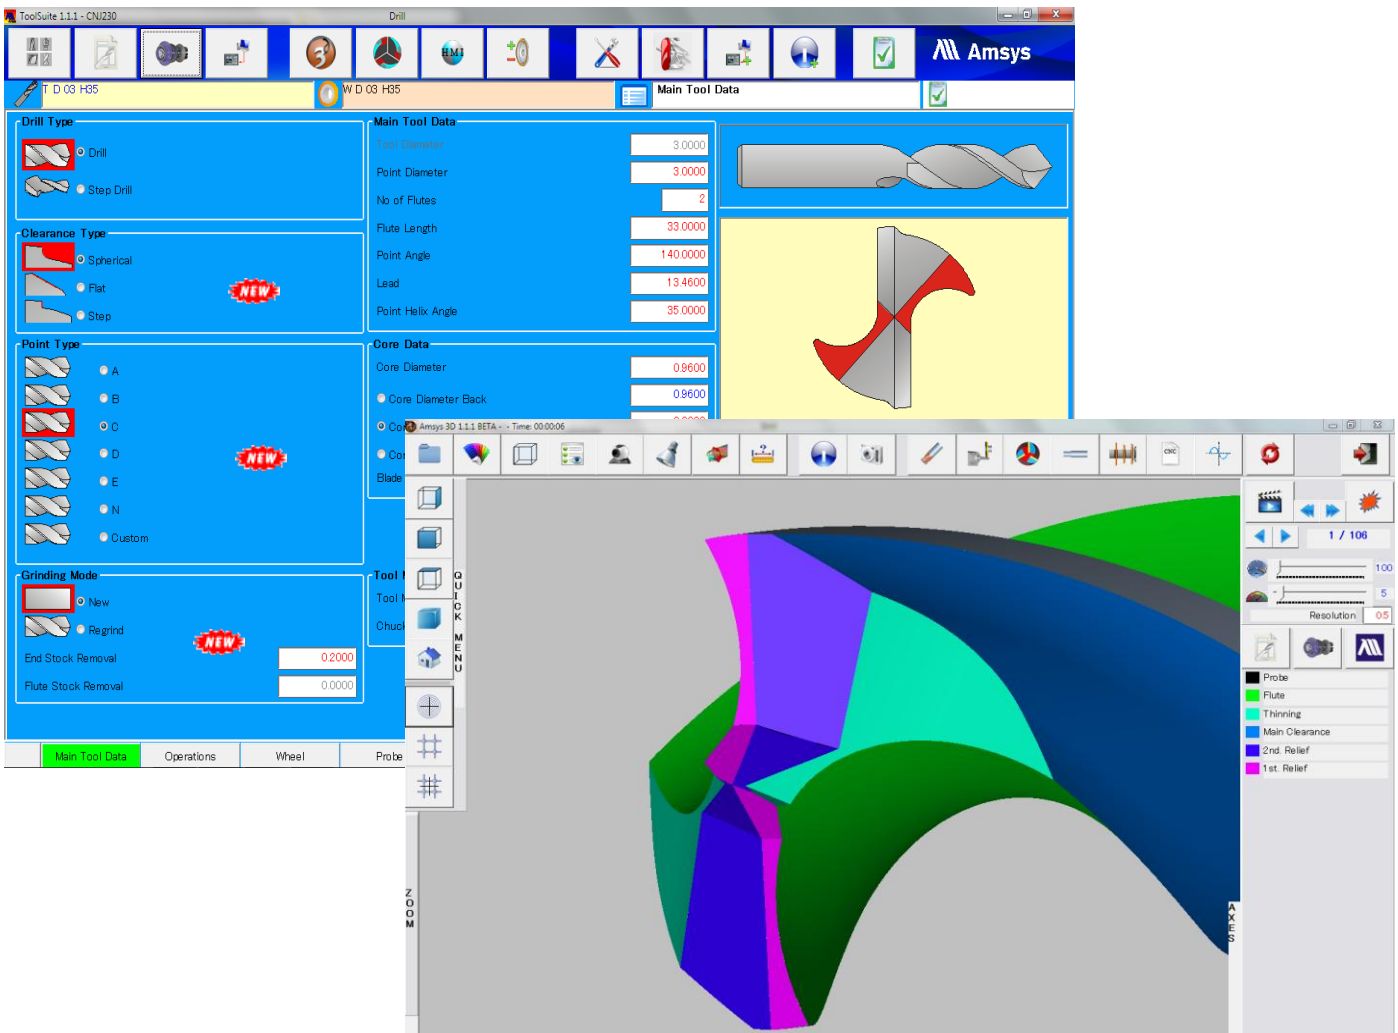 ToolSuite 1.1.1 - CNJ230
Drill
HMI
Amsys
T D 03 H35
W D 03 H35
Main Tool Data
Drill Type
Drill
Step Drill
Clearance Type
Spherical
Flat
Step
NEW
Point Type
A
B
C
D
E
N
Custom
NEW
Grinding Mode
New
Regrind
NEW
End Stock Removal 0.2000
Flute Stock Removal 0.0000
Main Tool Data
Tool Diameter 3.0000
Point Diameter 3.0000
No of Flutes 2
Flute Length 33.0000
Point Angle 140.0000
Lead 13.4600
Point Helix Angle 35.0000
Core Data
Core Diameter 0.9600
Core Diameter Back 0.9600
Co
Cor
Blade
Tool
Tool
Chuck
Main Tool Data
Operations
Wheel
Probe
Amsys 3D 1.1.1 BETA - - Time: 00:00:06
CNC
QUICK MENU
ZOOM
AXES
1 / 106
100
5
Resolution 0.5
Probe
Flute
Thinning
Main Clearance
2nd. Relief
1st. Relief